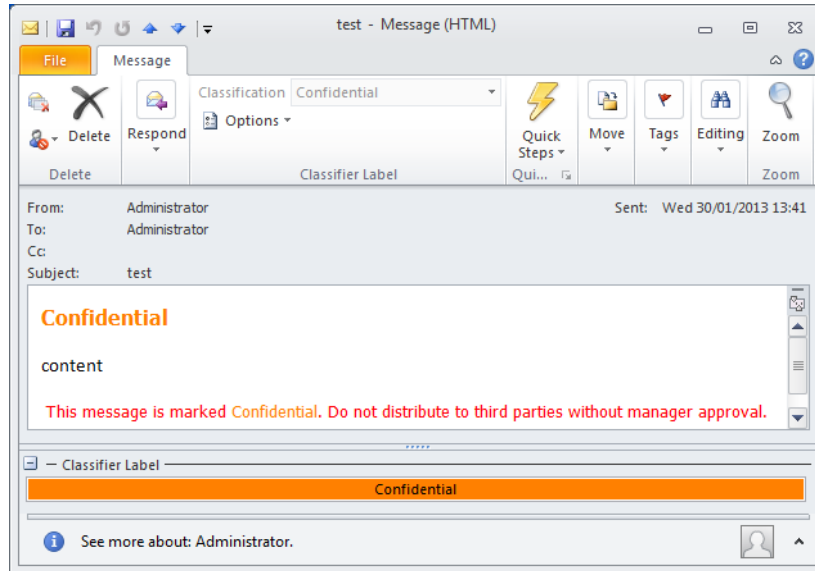 test - Message (HTML)
File Message
Classification Confidential
Options
Delete Respond Quick Steps Move Tags Editing Zoom
Delete Classifier Label Qui... Zoom
From: Administrator Sent: Wed 30/01/2013 13:41
To: Administrator
Cc:
Subject: test
Confidential
content
This message is marked Confidential. Do not distribute to third parties without manager approval.
Classifier Label
Confidential
See more about: Administrator.